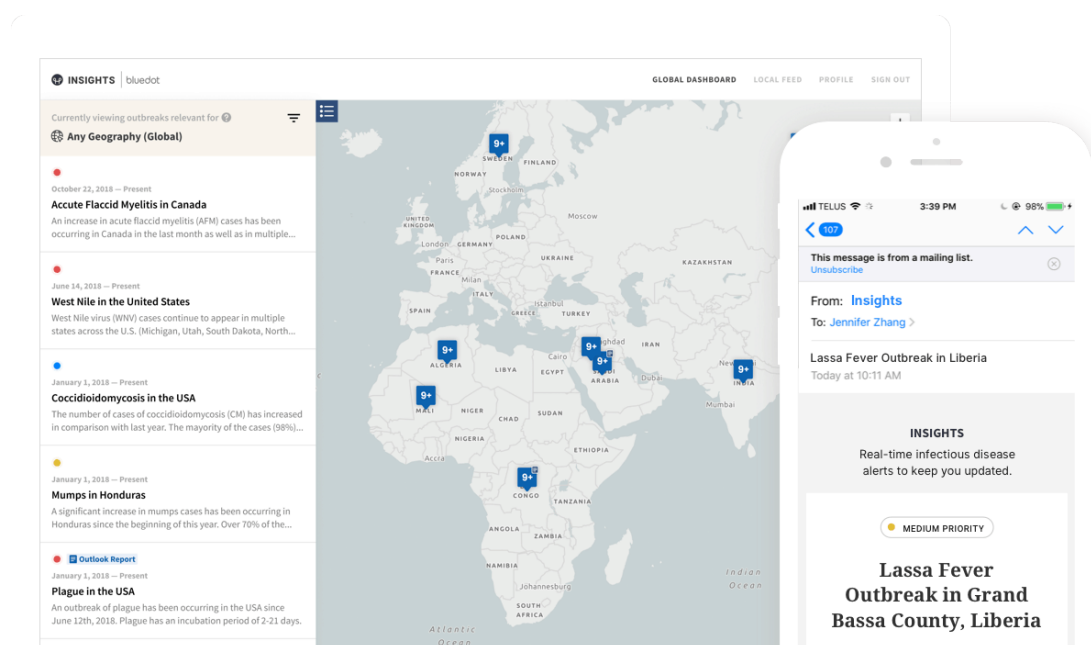 INSIGHTS bluedot
GLOBAL DASHBOARD LOCAL FEED PROFILE SIGN OUT
Currently viewing outbreaks relevant for ?
Any Geography (Global)
October 22, 2018 — Present
Accute Flaccid Myelitis in Canada
An increase in acute flaccid myelitis (AFM) cases has been
occurring in Canada in the last month as well as in multiple...
June 14, 2018 — Present
West Nile in the United States
West Nile virus (WNV) cases continue to appear in multiple
states across the U.S. (Michigan, Utah, South Dakota, North...
January 1, 2018 — Present
Coccidioidomycosis in the USA
The number of cases of coccidioidomycosis (CM) has increased
in comparison with last year. The mayority of the cases (98%)...
January 1, 2018 — Present
Mumps in Honduras
A significant increase in mumps cases has been occurring in
Honduras since the beginning of this year. Over 70% of the...
Outlook Report
January 1, 2018 — Present
Plague in the USA
An outbreak of plague has been occurring in the USA since
June 12th, 2018. Plague has an incubation period of 2-21 days.
9+
SWEDEN
FINLAND
NORWAY
Stockholm
Moscow
UNITED
KINGDOM
London
GERMANY
POLAND
Paris
UKRAINE
KAZAKHSTAN
FRANCE
Milan
ITALY
Istanbul
SPAIN
GREECE
TURKEY
9+
9+
9+
9+
ALGERIA
LIBYA
Cairo
EGYPT
IRAN
ARABIA
Dubai
INDIA
Mumbai
9+
MALI
NIGER
CHAD
SUDAN
NIGERIA
Accra
ETHIOPIA
9+
CONGO
TANZANIA
ANGOLA
ZAMBIA
NAMIBIA
Johannesburg
SOUTH
AFRICA
Indian
Ocean
Atlantic
Ocean
TELUS 3:39 PM 98%
107
This message is from a mailing list.
Unsubscribe
From: Insights
To: Jennifer Zhang
Lassa Fever Outbreak in Liberia
Today at 10:11 AM
INSIGHTS
Real-time infectious disease
alerts to keep you updated.
MEDIUM PRIORITY
Lassa Fever
Outbreak in Grand
Bassa County, Liberia